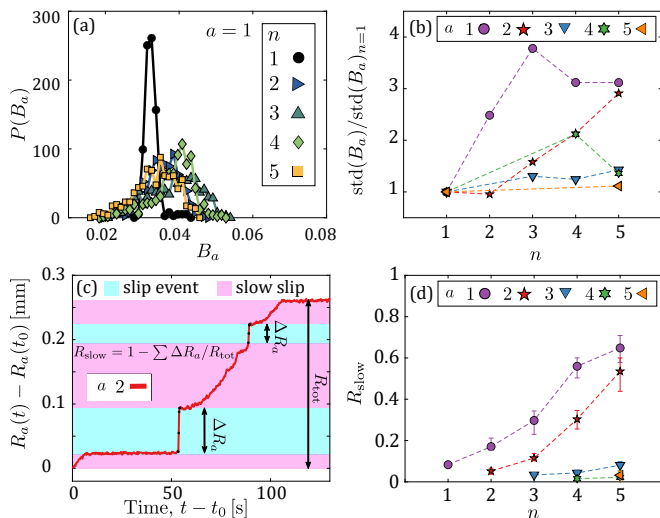 (a)
a = 1
n
1
2
3
4
5
300
200
100
0
P(B_a)
0.02
0.04
0.06
0.08
B_a
(b)
a 1 2 3 4 5
4
3
2
1
std(B_a)/std(B_a)_{n=1}
1 2 3 4 5
n
(c)
slip event
slow slip
0.3
0.2
0.1
0
R_a(t) − R_a(t_0) [mm]
R_slow = 1 − ∑ ΔR_a/R_tot
a 2
ΔR_a
ΔR_a
R_tot
0 50 100
Time, t − t_0 [s]
(d)
a 1 2 3 4 5
1
0.8
0.6
0.4
0.2
0
R_slow
1 2 3 4 5
n